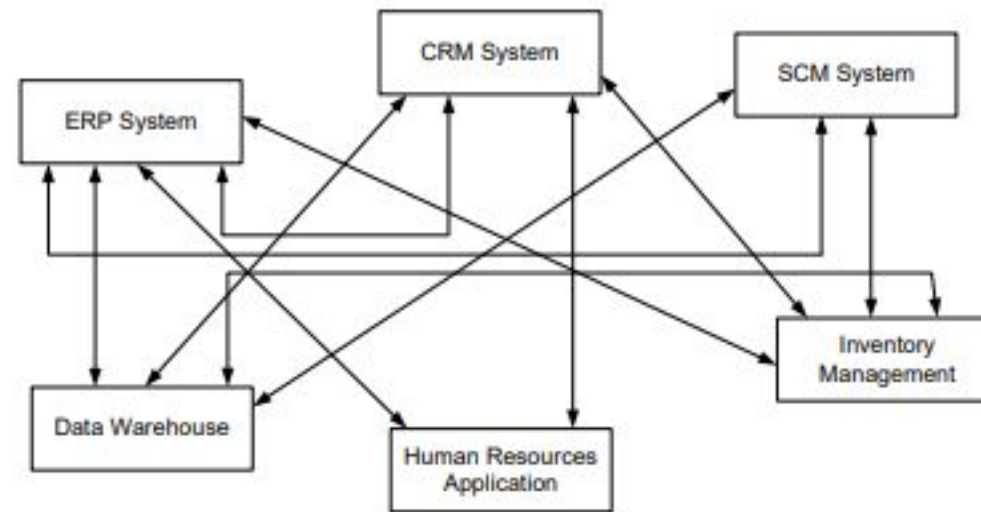 CRM System
SCM System
ERP System
Inventory
Management
Data Warehouse
Human Resources
Application